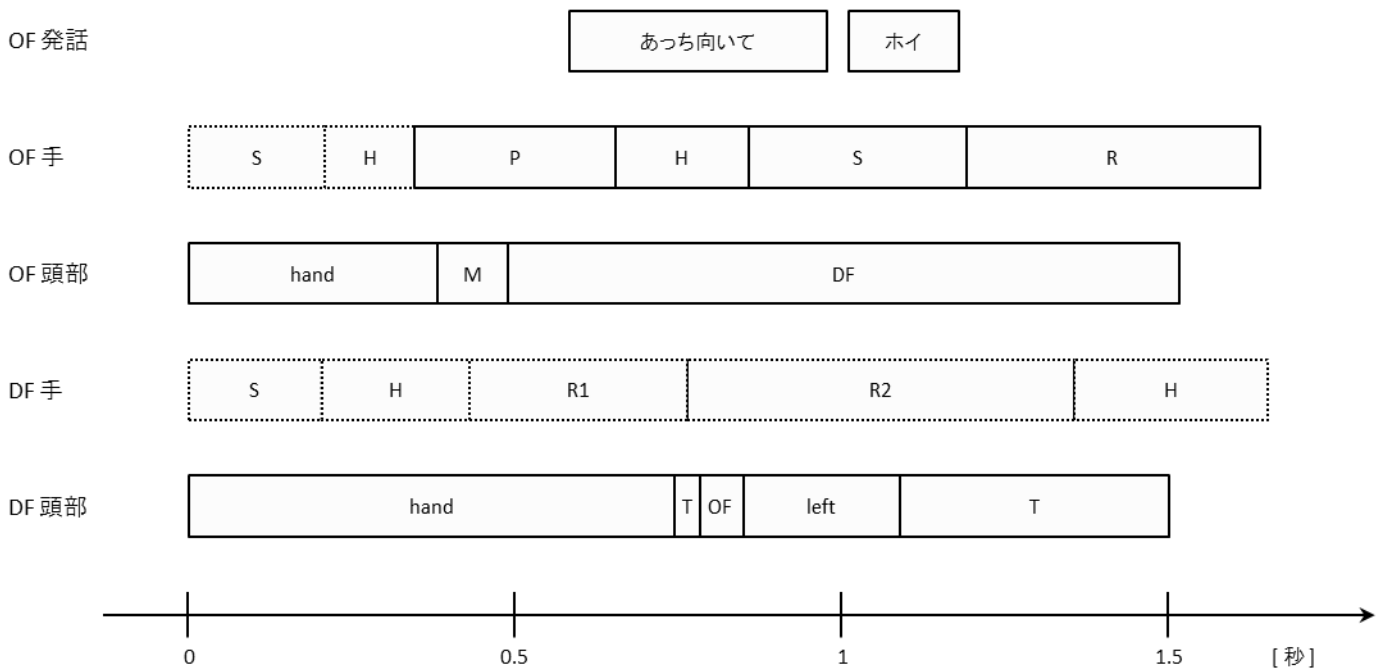 OF 発話 あっち向いて ホイ
OF 手 S H P H S R
OF 頭部 hand M DF
DF 手 S H R1 R2 H
DF 頭部 hand T OF left T
0 0.5 1 1.5 [ 秒 ]